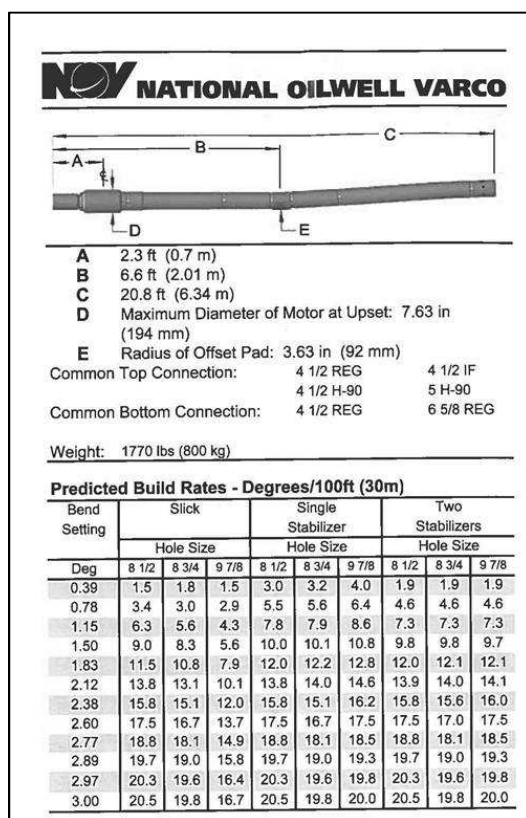 NOV NATIONAL OILWELL VARCO
C
B
A
℄
D
E
A 2.3 ft (0.7 m)
B 6.6 ft (2.01 m)
C 20.8 ft (6.34 m)
D Maximum Diameter of Motor at Upset: 7.63 in
(194 mm)
E Radius of Offset Pad: 3.63 in (92 mm)
Common Top Connection: 4 1/2 REG 4 1/2 IF
4 1/2 H-90 5 H-90
Common Bottom Connection: 4 1/2 REG 6 5/8 REG
Weight: 1770 lbs (800 kg)
Predicted Build Rates - Degrees/100ft (30m)
Bend Setting Slick Single Stabilizer Two Stabilizers
Hole Size Hole Size Hole Size
Deg 8 1/2 8 3/4 9 7/8 8 1/2 8 3/4 9 7/8 8 1/2 8 3/4 9 7/8
0.39 1.5 1.8 1.5 3.0 3.2 4.0 1.9 1.9 1.9
0.78 3.4 3.0 2.9 5.5 5.6 6.4 4.6 4.6 4.6
1.15 6.3 5.6 4.3 7.8 7.9 8.6 7.3 7.3 7.3
1.50 9.0 8.3 5.6 10.0 10.1 10.8 9.8 9.8 9.7
1.83 11.5 10.8 7.9 12.0 12.2 12.8 12.0 12.1 12.1
2.12 13.8 13.1 10.1 13.8 14.0 14.6 13.9 14.0 14.1
2.38 15.8 15.1 12.0 15.8 15.1 16.2 15.8 15.6 16.0
2.60 17.5 16.7 13.7 17.5 16.7 17.5 17.5 17.0 17.5
2.77 18.8 18.1 14.9 18.8 18.1 18.5 18.8 18.1 18.5
2.89 19.7 19.0 15.8 19.7 19.0 19.3 19.7 19.0 19.3
2.97 20.3 19.6 16.4 20.3 19.6 19.8 20.3 19.6 19.8
3.00 20.5 19.8 16.7 20.5 19.8 20.0 20.5 19.8 20.0